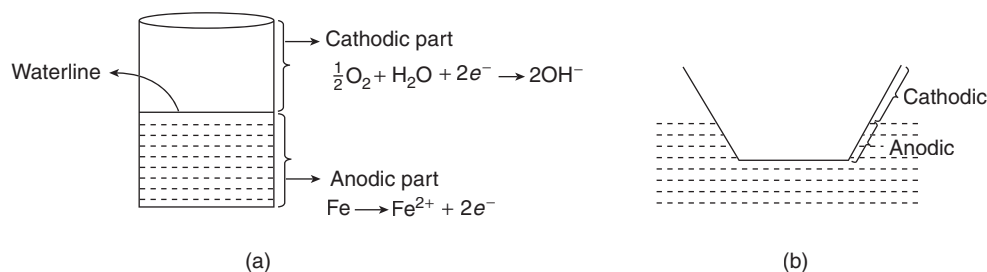 Cathodic part
½O₂ + H₂O + 2e⁻ → 2OH⁻
Waterline
Anodic part
Fe → Fe²⁺ + 2e⁻
(a)
Cathodic
Anodic
(b)